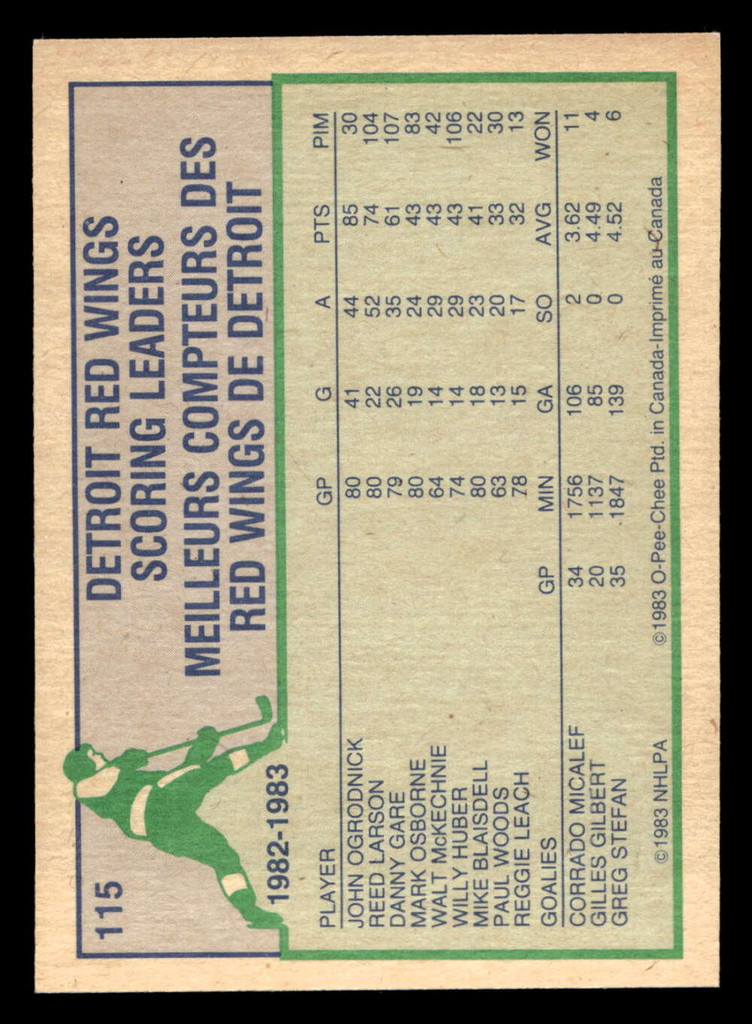 115
DETROIT RED WINGS
SCORING LEADERS
MEILLEURS COMPTEURS DES
RED WINGS DE DETROIT
1982-1983
PLAYER GP G A PTS PIM
JOHN OGRODNICK 80 41 44 85 30
REED LARSON 80 22 52 74 104
DANNY GARE 79 26 35 61 107
MARK OSBORNE 80 19 24 43 83
WALT McKECHNIE 64 14 29 43 42
WILLY HUBER 74 14 29 43 106
MIKE BLAISDELL 80 18 23 41 22
PAUL WOODS 63 13 20 33 30
REGGIE LEACH 78 15 17 32 13
GOALIES GP MIN GA SO AVG WON
CORRADO MICALEF 34 1756 106 2 3.62 11
GILLES GILBERT 20 1137 85 0 4.49 4
GREG STEFAN 35 1847 139 0 4.52 6
©1983 NHLPA ©1983 O-Pee-Chee Ptd. in Canada-Imprimé au Canada